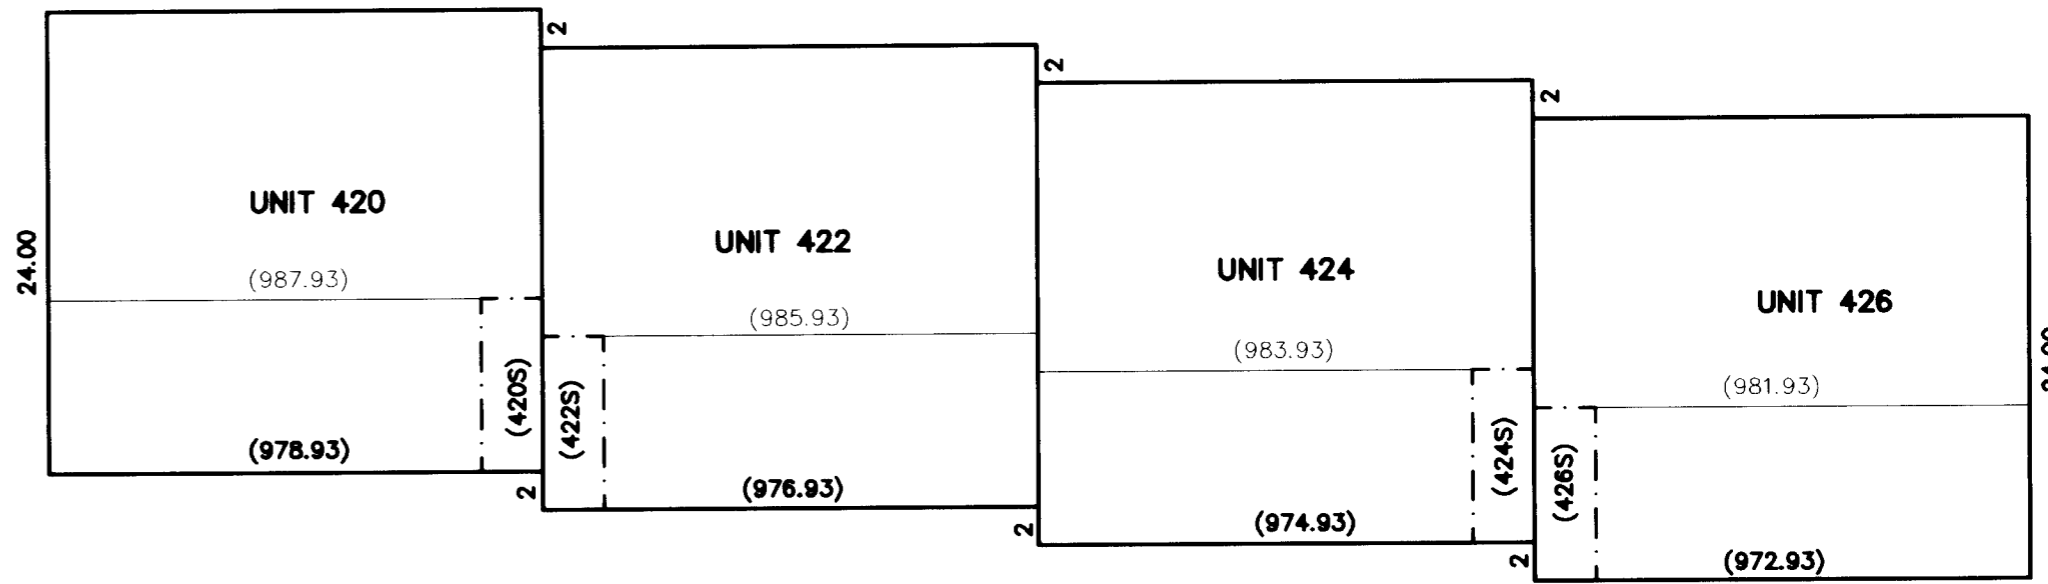 2
2
2
UNIT 420
UNIT 422
UNIT 424
UNIT 426
24.00
(987.93)
(985.93)
(983.93)
(981.93)
(420S)
(422S)
(424S)
(426S)
(978.93)
(976.93)
(974.93)
(972.93)
2
2
2